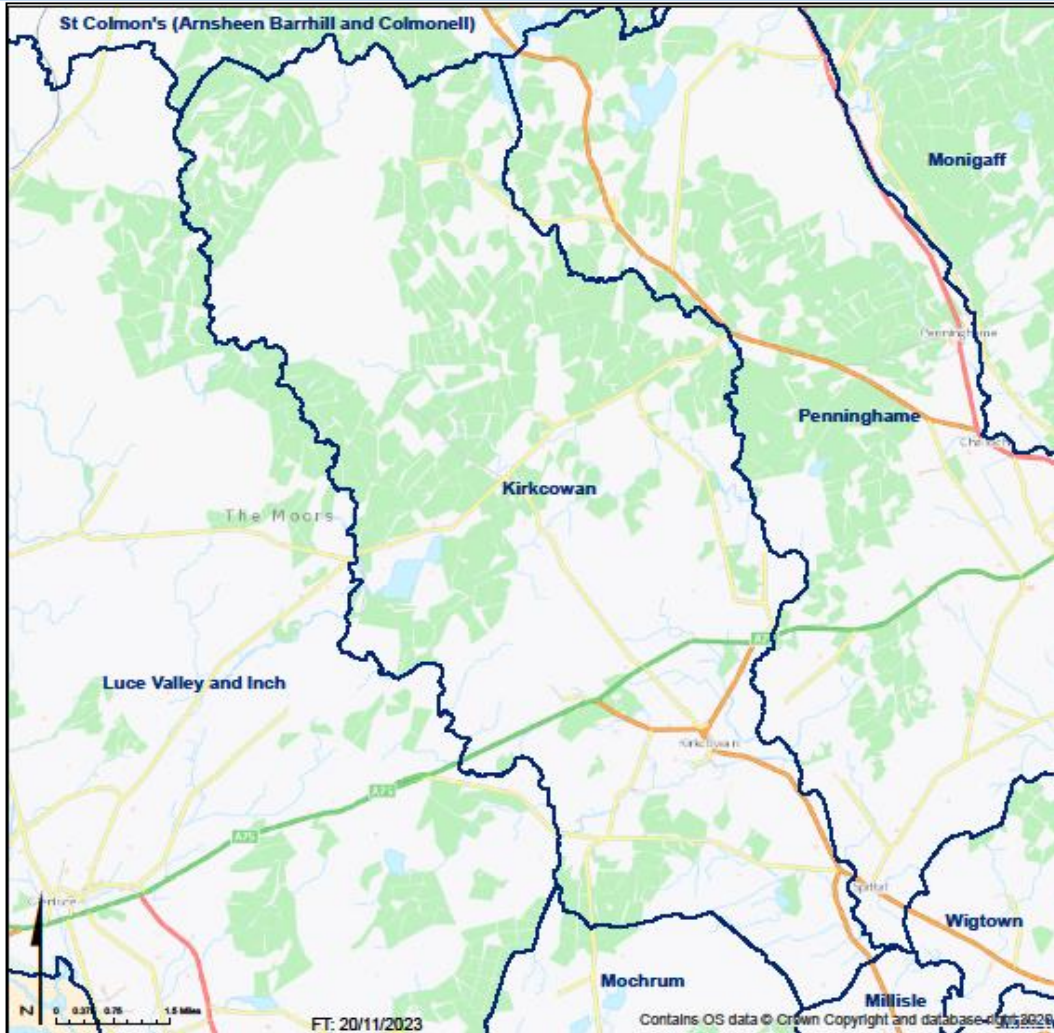 St Colmon's (Arnsheen Barrhill and Colmonell)
Monigaff
Penninghame
Penninghame
Kirkcowan
The Moors
Luce Valley and Inch
Kirkcowan
A75
A75
Glenluce
Spittal
Wigtown
Mochrum
Millisle
N
0 0.375 0.75 1.5 Miles
FT: 20/11/2023
Contains OS data © Crown Copyright and database